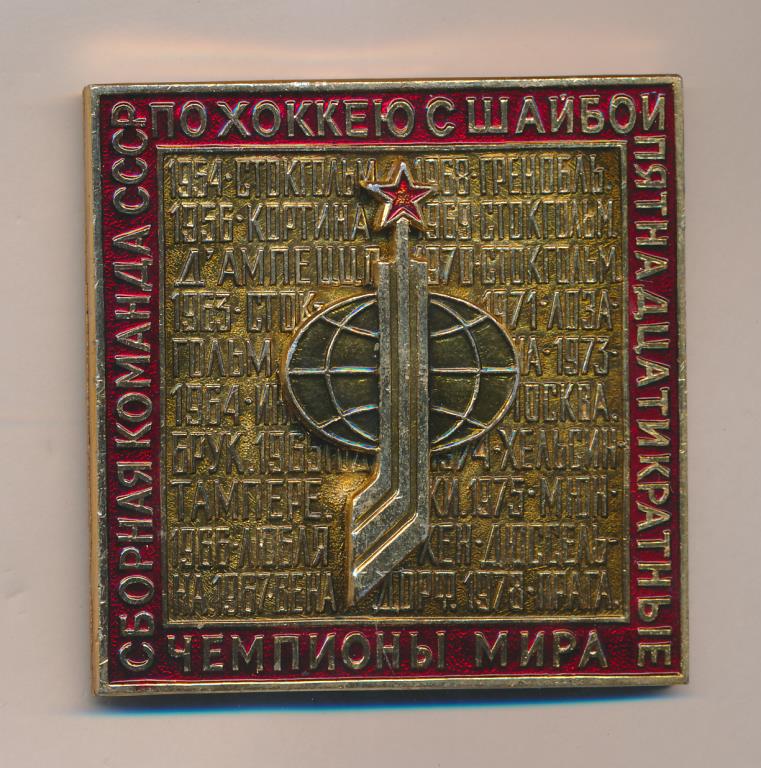 СБОРНАЯ КОМАНДА СССР
ПО ХОККЕЮ С ШАЙБОЙ
ПЯТНАДЦАТИКРАТНЫЕ
ЧЕМПИОНЫ МИРА
1954·СТОКГОЛЬМ
1956·КОРТИНА
Д'АМПЕЦЦО
1963·СТОК-
ГОЛЬМ.
1964·ИН
БРУК.1965
ТАМПЕРЕ.
1966·ЛЮБЛЯ
НА.1967·ВЕНА
1968·ГРЕНОБЛЬ.
1969·СТОКГОЛЬМ.
1970·СТОКГОЛЬМ
1971·ЛОЗА·
НА·1973·
МОСКВА.
1974·ХЕЛЬСИН
КИ.1975·МЮН·
ХЕН·ДЮССЕЛЬ·
ДОРФ.1978·ПРАГА.